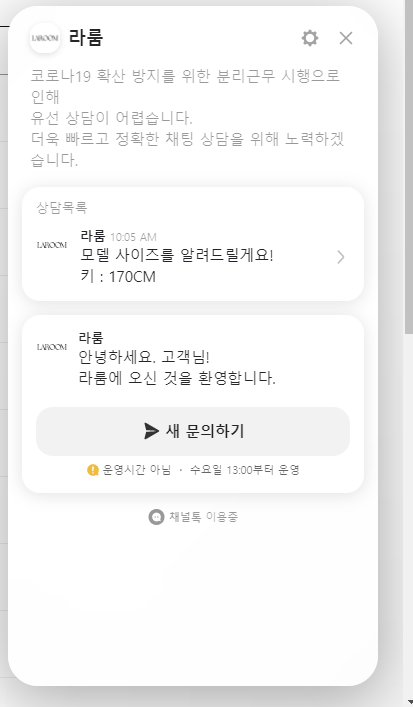 LAROOM 라룸
코로나19 확산 방지를 위한 분리근무 시행으로
인해
유선 상담이 어렵습니다.
더욱 빠르고 정확한 채팅 상담을 위해 노력하겠
습니다.
상담목록
LAROOM 라룸 10:05 AM
모델 사이즈를 알려드릴게요!
키 : 170CM
LAROOM 라룸
안녕하세요. 고객님!
라룸에 오신 것을 환영합니다.
새 문의하기
운영시간 아님 · 수요일 13:00부터 운영
채널톡 이용중